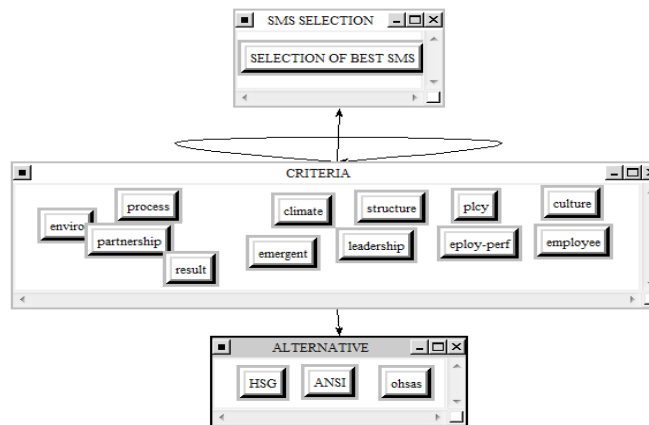 SMS SELECTION
SELECTION OF BEST SMS
CRITERIA
process
climate
structure
plcy
culture
enviro
partnership
emergent
leadership
eploy-perf
employee
result
ALTERNATIVE
HSG
ANSI
ohsas